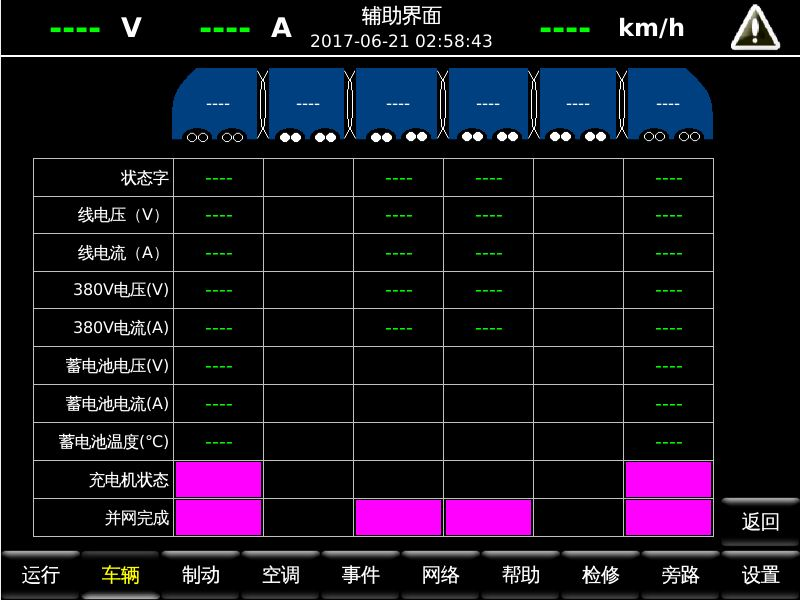 ---- V ---- A 辅助界面 ---- km/h
2017-06-21 02:58:43
---- ---- ---- ---- ---- ----
状态字 ---- ---- ---- ----
线电压（V） ---- ---- ---- ----
线电流（A） ---- ---- ---- ----
380V电压(V) ---- ---- ---- ----
380V电流(A) ---- ---- ---- ----
蓄电池电压(V) ---- ----
蓄电池电流(A) ---- ----
蓄电池温度(°C) ---- ----
充电机状态
并网完成
返回
运行 车辆 制动 空调 事件 网络 帮助 检修 旁路 设置